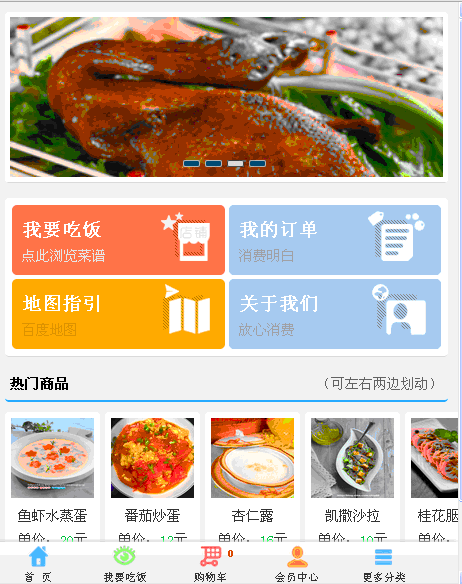 我要吃饭
点此浏览菜谱
店铺
我的订单
消费明白
地图指引
百度地图
关于我们
放心消费
热门商品
（可左右两边划动）
鱼虾水蒸蛋
番茄炒蛋
杏仁露
凯撒沙拉
桂花胭
单价：20元
单价：12元
单价：16元
单价：10元
单价：
首 页
我要吃饭
购物车
0
会员中心
更多分类